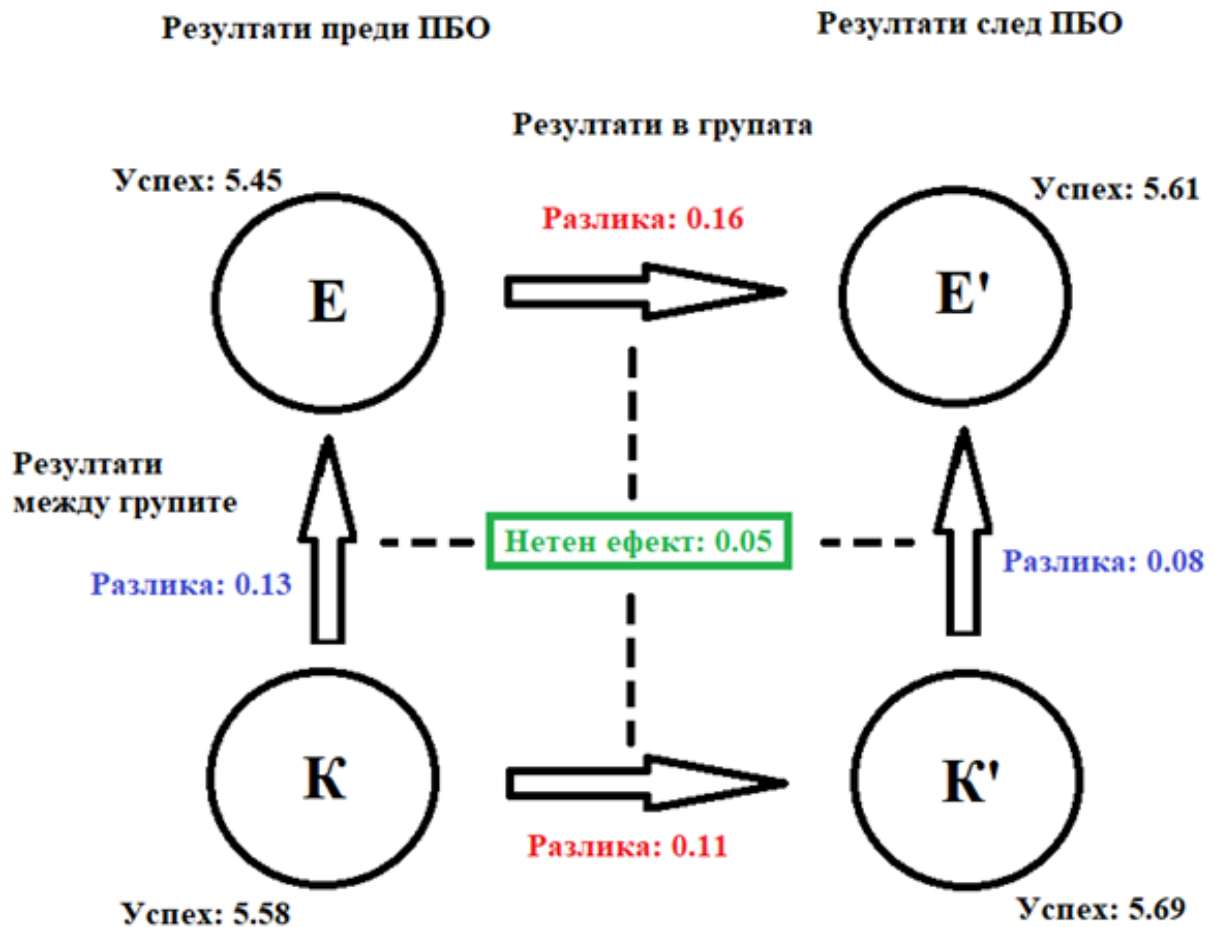 Резултати преди ПБО
Резултати след ПБО
Резултати в групата
Успех: 5.45
Успех: 5.61
Разлика: 0.16
Е
Е'
Резултати
между групите
Нетен ефект: 0.05
Разлика: 0.13
Разлика: 0.08
К
К'
Разлика: 0.11
Успех: 5.58
Успех: 5.69